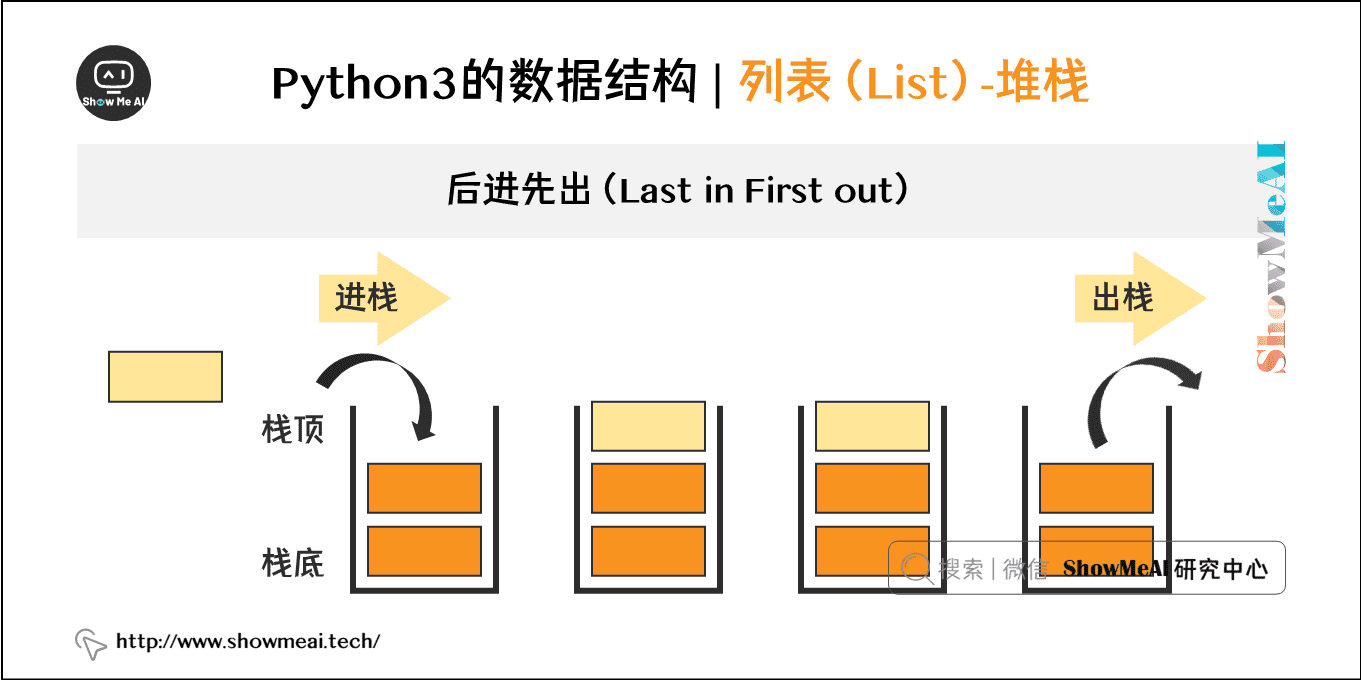 Show Me AI
Python3的数据结构 | 列表（List）-堆栈
后进先出（Last in First out）
ShowMeAI
进栈
出栈
栈顶
栈底
搜索 | 微信 ShowMeAI 研究中心
http://www.showmeai.tech/